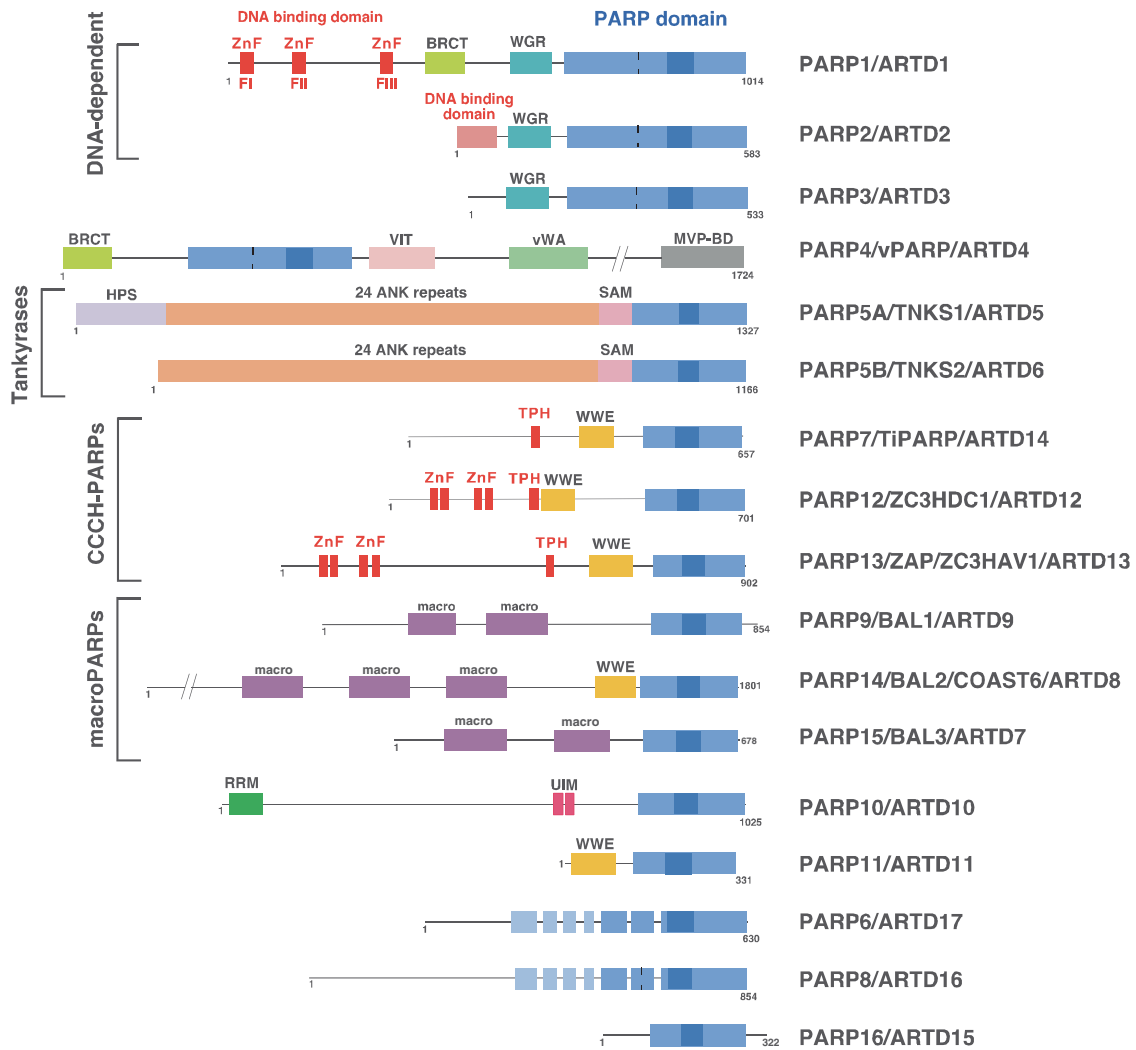 DNA binding domain
PARP domain
ZnF ZnF ZnF BRCT WGR
1 1014
FI FII FIII
PARP1/ARTD1
DNA-dependent
DNA binding
domain WGR
1 583
PARP2/ARTD2
WGR
1 533
PARP3/ARTD3
BRCT VIT vWA MVP-BD
1 1724
PARP4/vPARP/ARTD4
Tankyrases
HPS 24 ANK repeats SAM
1 1327
PARP5A/TNKS1/ARTD5
24 ANK repeats SAM
1 1166
PARP5B/TNKS2/ARTD6
CCCH-PARPs
TPH WWE
1 657
PARP7/TiPARP/ARTD14
ZnF ZnF TPH WWE
1 701
PARP12/ZC3HDC1/ARTD12
ZnF ZnF TPH WWE
1 902
PARP13/ZAP/ZC3HAV1/ARTD13
macroPARPs
macro macro
1 854
PARP9/BAL1/ARTD9
macro macro macro WWE
1 1801
PARP14/BAL2/COAST6/ARTD8
macro macro
1 678
PARP15/BAL3/ARTD7
RRM UIM
1 1025
PARP10/ARTD10
WWE
1 331
PARP11/ARTD11
1 630
PARP6/ARTD17
1 854
PARP8/ARTD16
1 322
PARP16/ARTD15